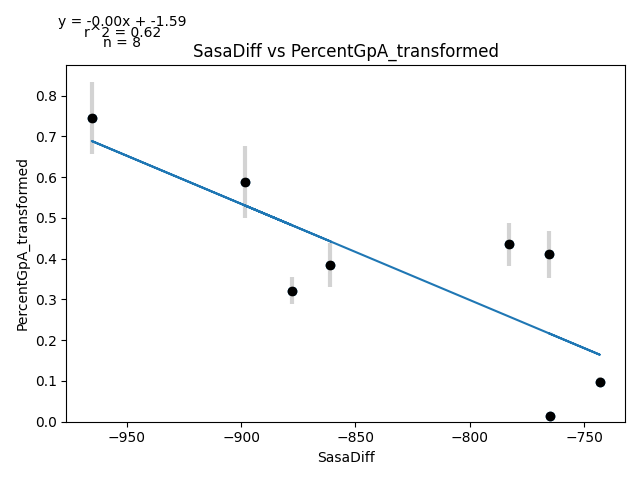 y = -0.00x + -1.59
r^2 = 0.62
n = 8
SasaDiff vs PercentGpA_transformed
PercentGpA_transformed
0.8
0.7
0.6
0.5
0.4
0.3
0.2
0.1
0.0
−950
−900
−850
−800
−750
SasaDiff